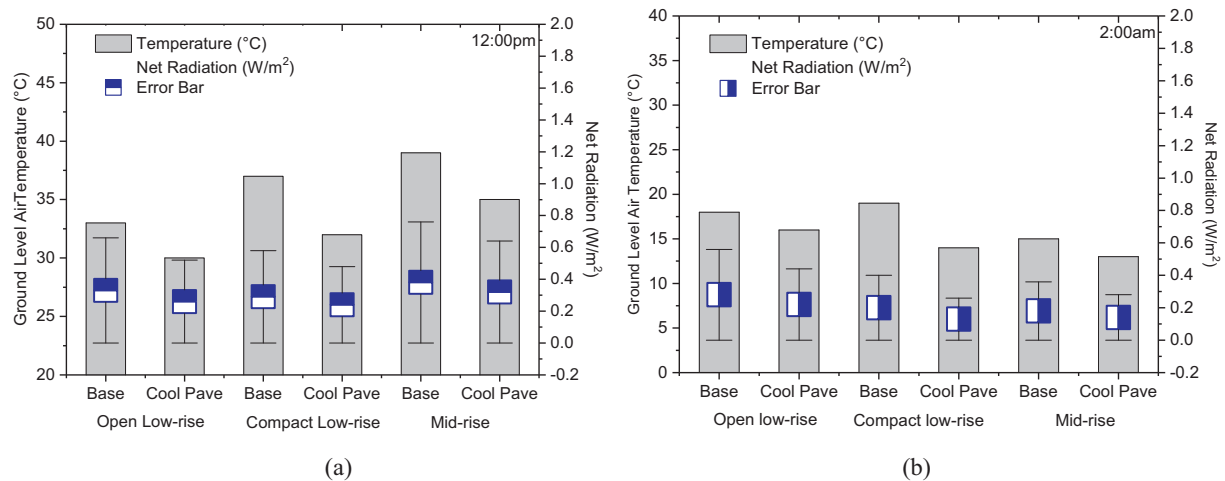 50
45
40
35
30
25
20
Ground Level AirTemperature (°C)
Temperature (°C)
Net Radiation (W/m²)
Error Bar
12:00pm
2.0
1.8
1.6
1.4
1.2
1.0
0.8
0.6
0.4
0.2
0.0
-0.2
Net Radiation (W/m²)
Base Cool Pave Base Cool Pave Base Cool Pave
Open Low-rise Compact Low-rise Mid-rise
(a)
40
35
30
25
20
15
10
5
0
Ground Level Air Temperature (°C)
Temperature (°C)
Net Radiation (W/m²)
Error Bar
2:00am
2.0
1.8
1.6
1.4
1.2
1.0
0.8
0.6
0.4
0.2
0.0
-0.2
Net Radiation (W/m²)
Base Cool Pave Base Cool Pave Base Cool Pave
Open low-rise Compact low-rise Mid-rise
(b)